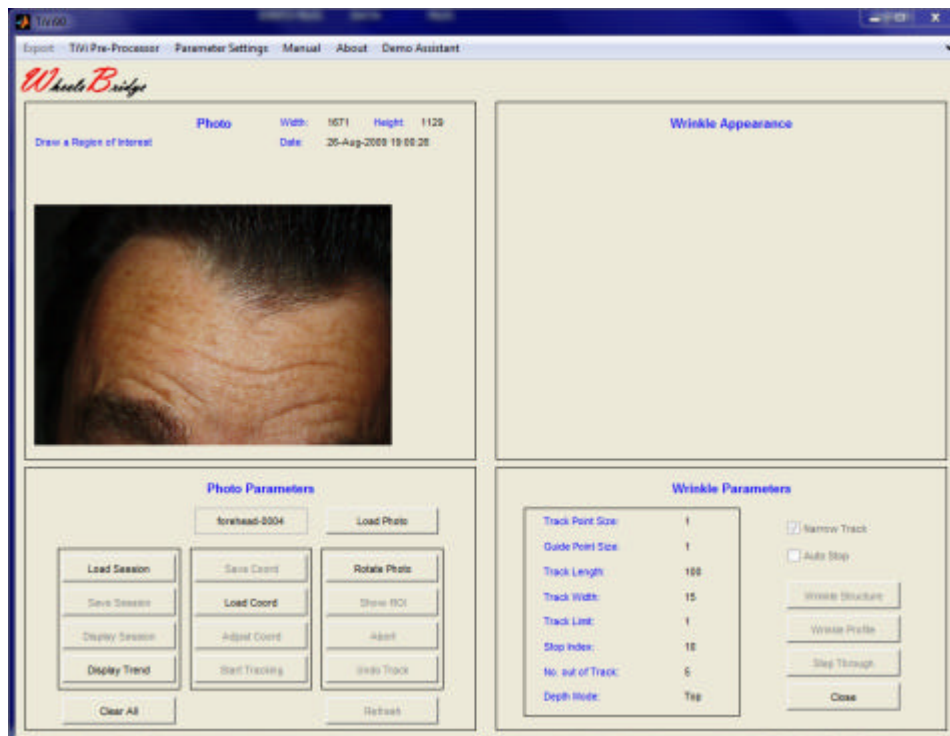 TiVi90
Export TiVi Pre-Processor Parameter Settings Manual About Demo Assistant
Wheels Bridge
Photo Width: 1671 Height: 1129
Draw a Region of Interest Date: 26-Aug-2009 19:00:26
Wrinkle Appearance
Photo Parameters
forehead-0004 Load Photo
Load Session Save Coord Rotate Photo
Save Session Load Coord Show ROI
Display Session Adjust Coord Abort
Display Trend Start Tracking Undo Track
Clear All Refresh
Wrinkle Parameters
Track Point Size: 1
Guide Point Size: 1
Track Length: 100
Track Width: 15
Track Limit: 1
Stop Index: 10
No. out of Track: 5
Depth Mode: Top
Narrow Track
Auto Stop
Wrinkle Structure
Wrinkle Profile
Step Through
Close